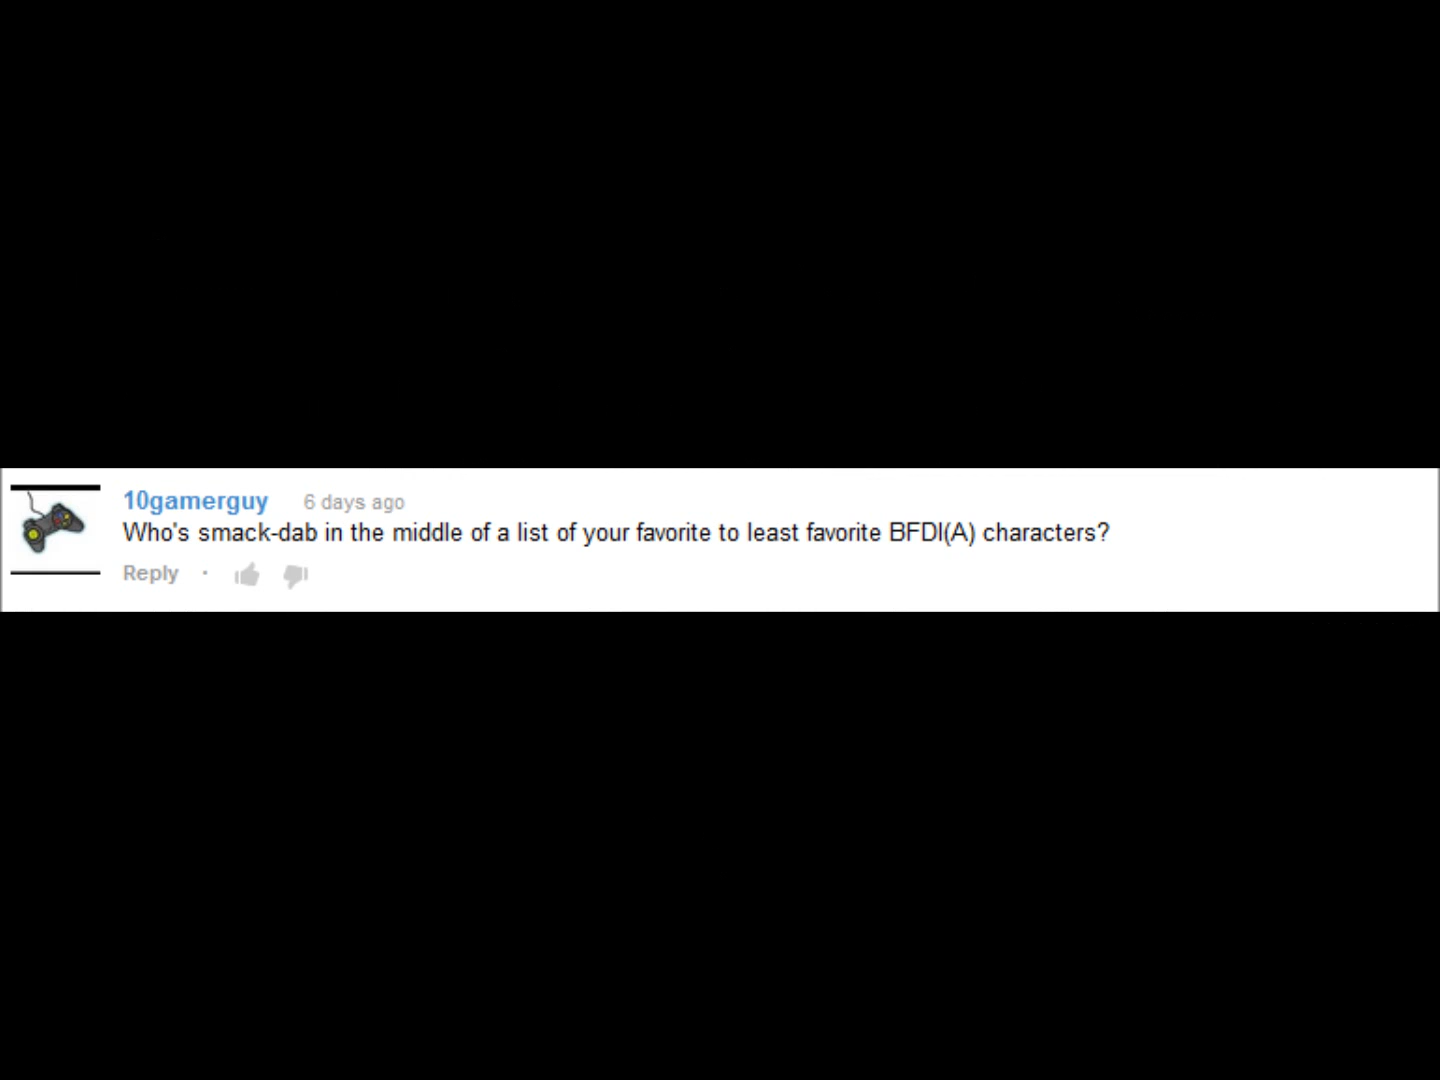 10gamerguy 6 days ago
Who's smack-dab in the middle of a list of your favorite to least favorite BFDI(A) characters?
Reply ·